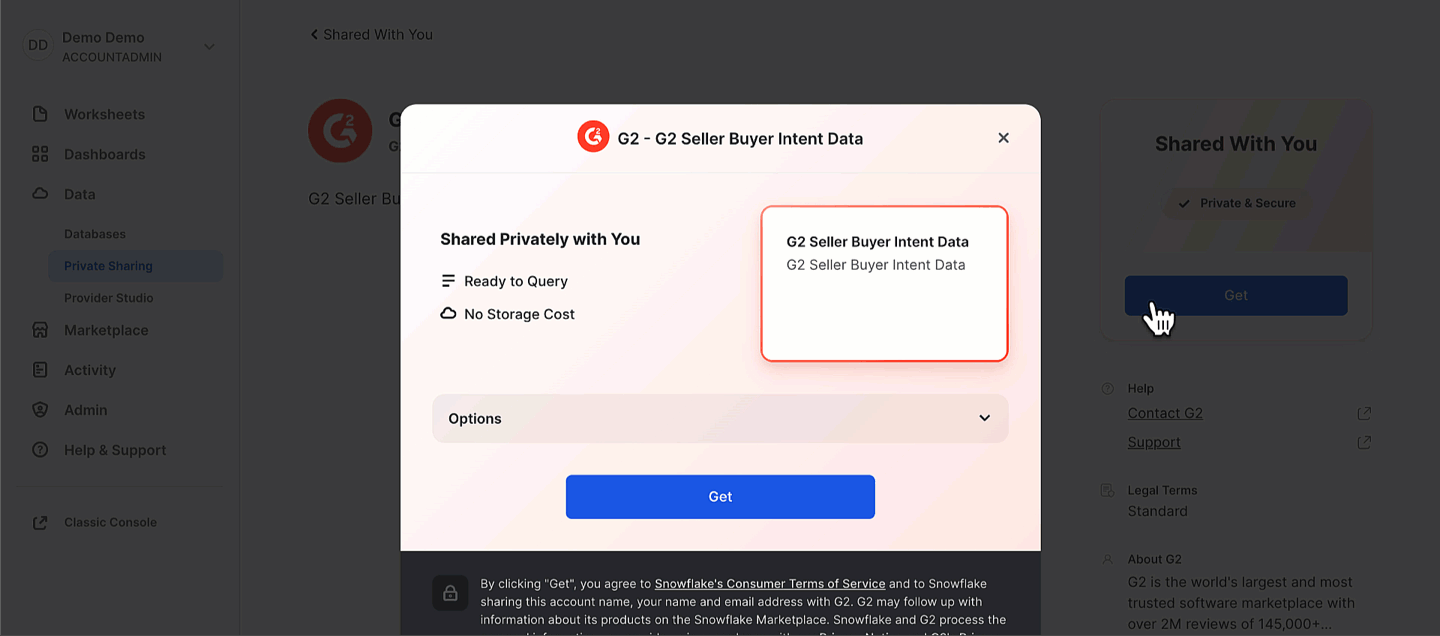 DD
Demo Demo
ACCOUNTADMIN
Worksheets
Dashboards
Data
Databases
Private Sharing
Provider Studio
Marketplace
Activity
Admin
Help & Support
Classic Console
Shared With You
G2 Seller Bu
G2 - G2 Seller Buyer Intent Data
Shared Privately with You
Ready to Query
No Storage Cost
G2 Seller Buyer Intent Data
G2 Seller Buyer Intent Data
Options
Get
By clicking "Get", you agree to Snowflake's Consumer Terms of Service and to Snowflake
sharing this account name, your name and email address with G2. G2 may follow up with
information about its products on the Snowflake Marketplace. Snowflake and G2 process the
Shared With You
Private & Secure
Get
Help
Contact G2
Support
Legal Terms
Standard
About G2
G2 is the world's largest and most
trusted software marketplace with
over 2M reviews of 145,000+...